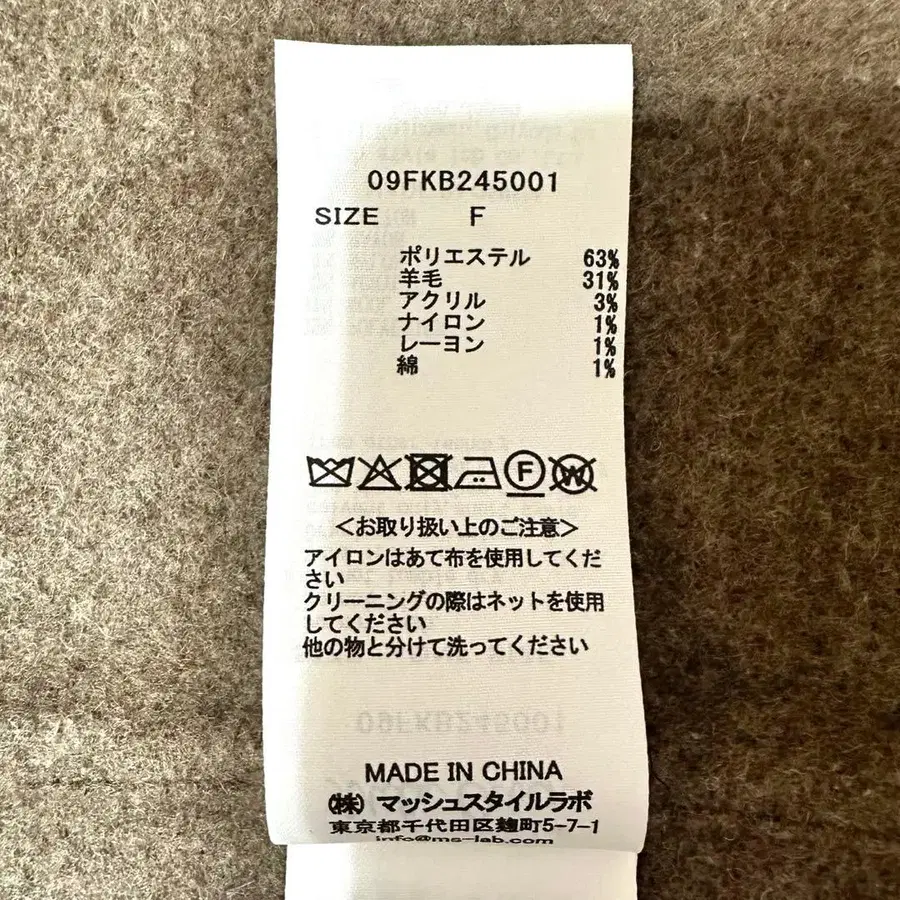 09FKB245001
SIZE F
ポリエステル 63%
羊毛 31%
アクリル 3%
ナイロン 1%
レーヨン 1%
綿 1%
F
W
<お取り扱い上のご注意>
アイロンはあて布を使用してくだ
さい
クリーニングの際はネットを使用
してください
他の物と分けて洗ってください
09FKB245001
MADE IN CHINA
(株) マッシュスタイルラボ
東京都千代田区麹町5-7-1
info@ms-lab.com